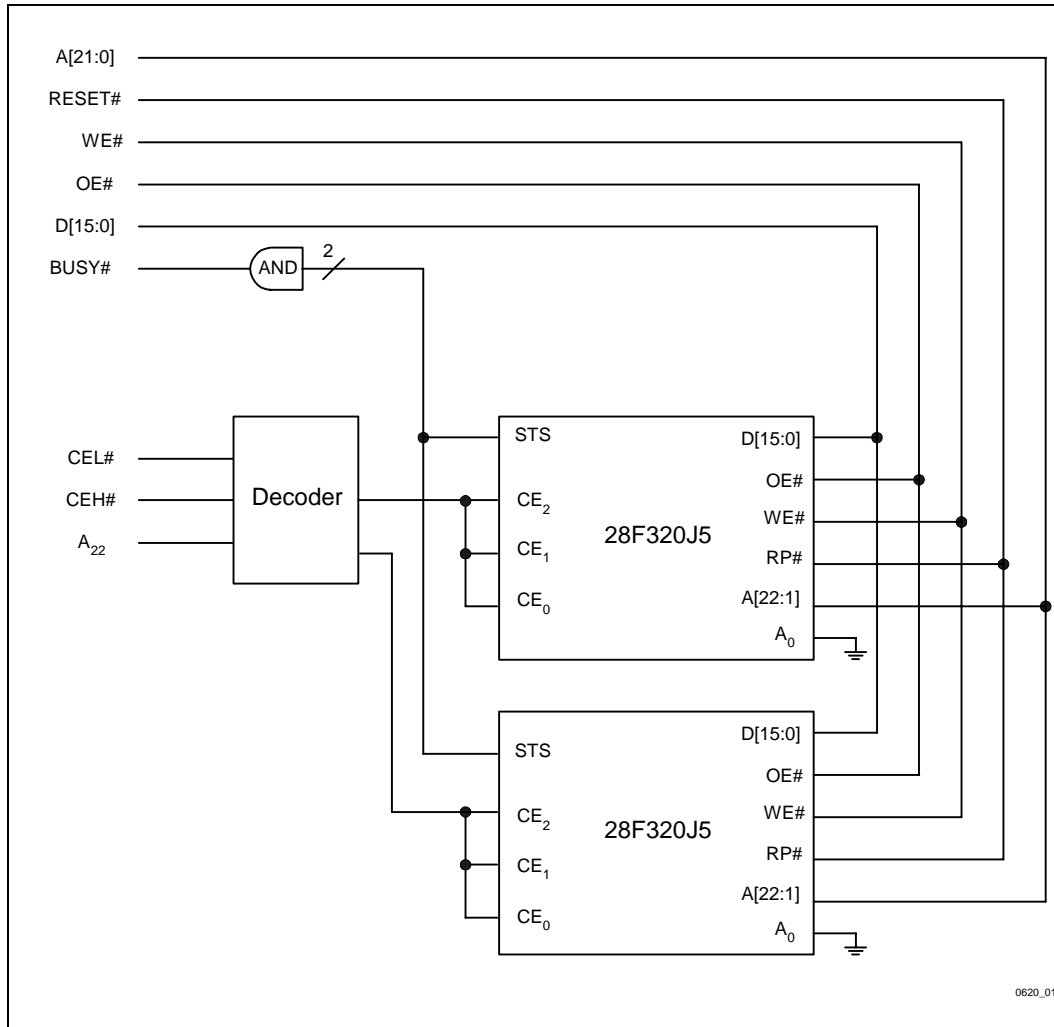 A[21:0]
RESET#
WE#
OE#
D[15:0]
BUSY#
AND
2
CEL#
CEH#
A22
Decoder
STS
CE2
CE1
CE0
28F320J5
D[15:0]
OE#
WE#
RP#
A[22:1]
A0
STS
CE2
CE1
CE0
28F320J5
D[15:0]
OE#
WE#
RP#
A[22:1]
A0
0620_01